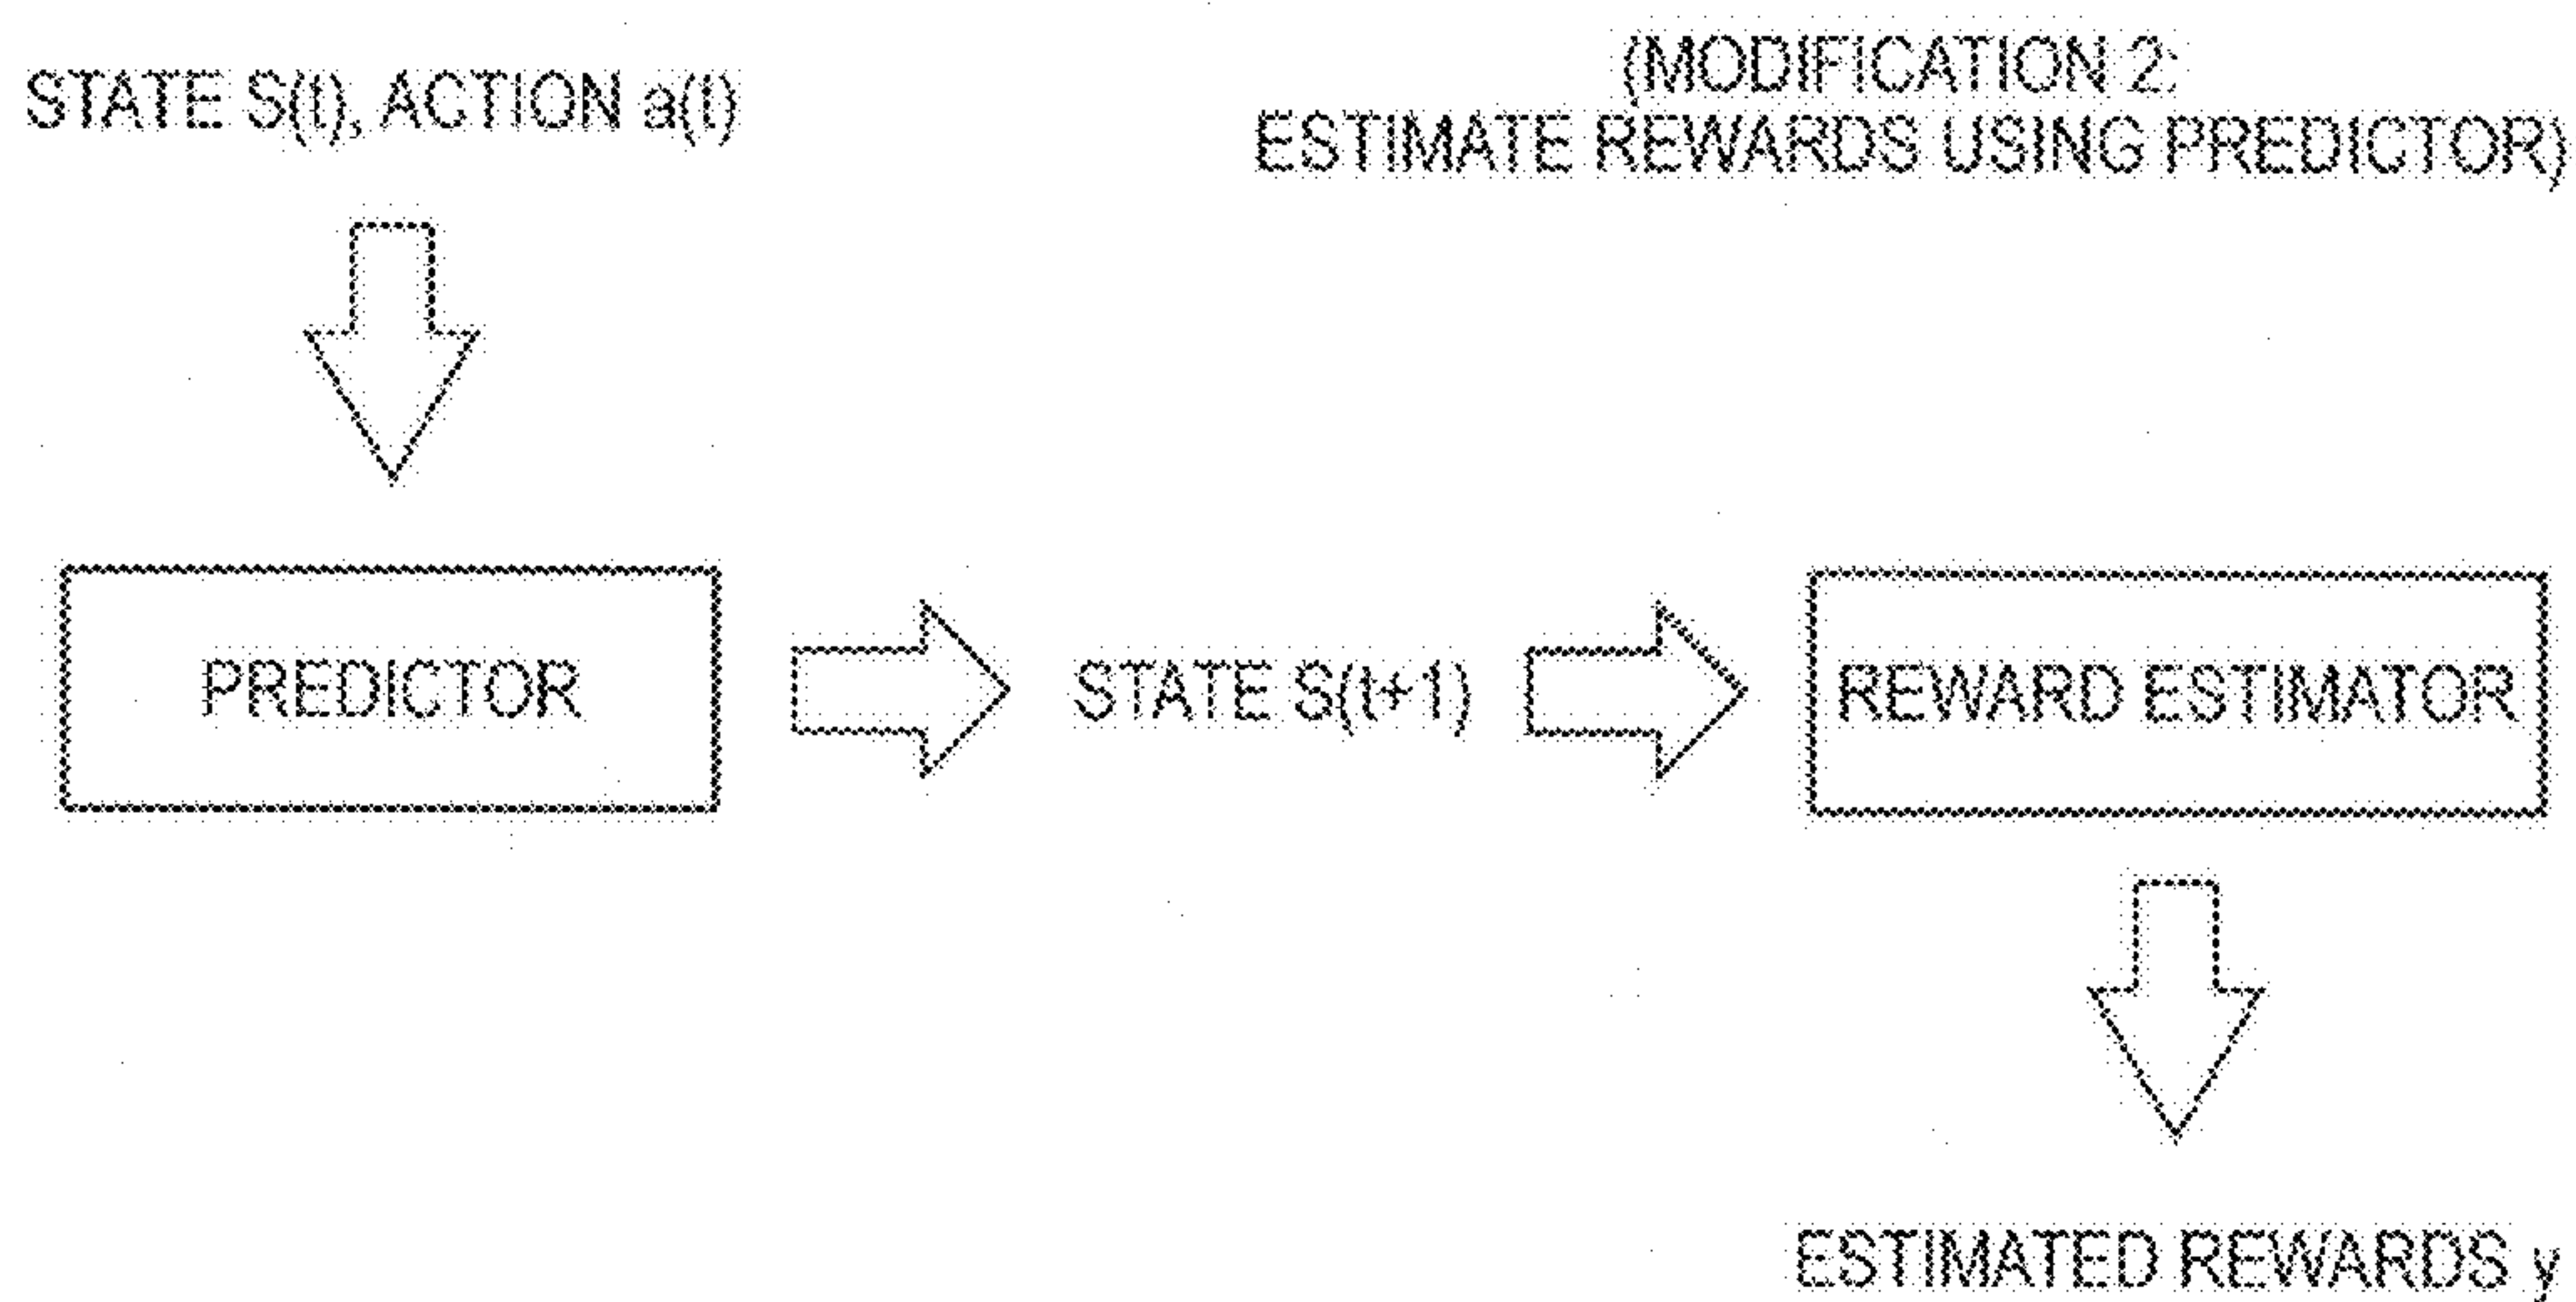 STATE S(t), ACTION a(t)
(MODIFICATION 2:
ESTIMATE REWARDS USING PREDICTOR)
PREDICTOR
STATE S(t+1)
REWARD ESTIMATOR
ESTIMATED REWARDS y